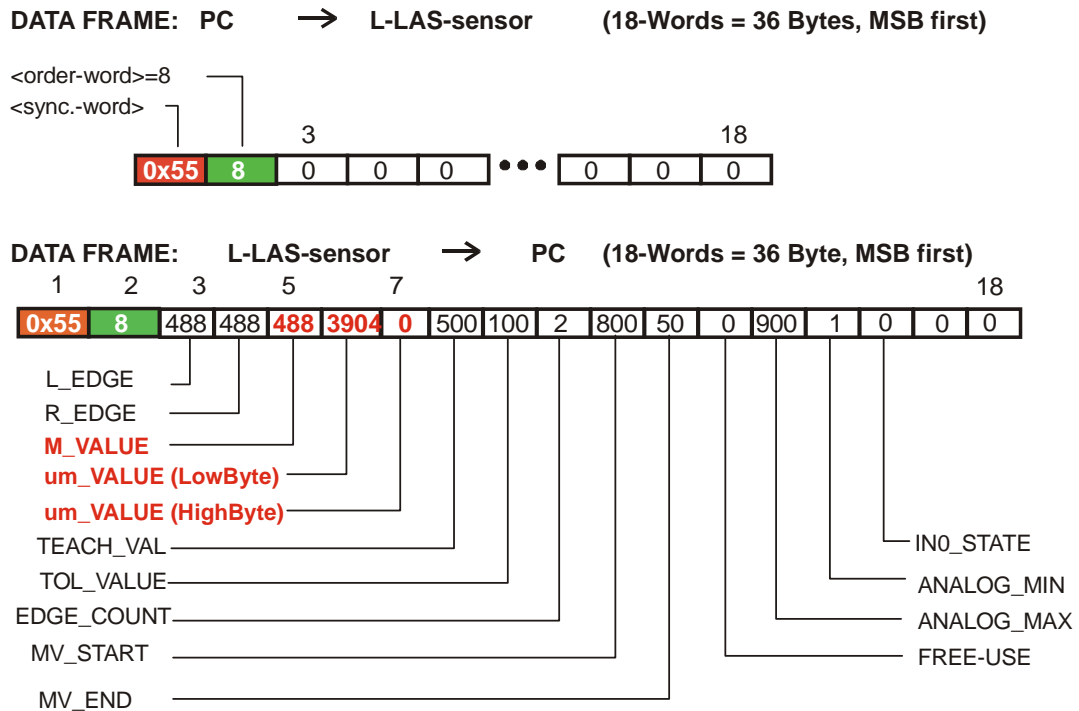 DATA FRAME: PC → L-LAS-sensor (18-Words = 36 Bytes, MSB first)
<order-word>=8
<sync.-word>
3 18
0x55 8 0 0 0 ••• 0 0 0
DATA FRAME: L-LAS-sensor → PC (18-Words = 36 Byte, MSB first)
1 2 3 5 7 18
0x55 8 488 488 488 3904 0 500 100 2 800 50 0 900 1 0 0 0
L_EDGE
R_EDGE
M_VALUE
um_VALUE (LowByte)
um_VALUE (HighByte)
TEACH_VAL IN0_STATE
TOL_VALUE ANALOG_MIN
EDGE_COUNT ANALOG_MAX
MV_START FREE-USE
MV_END